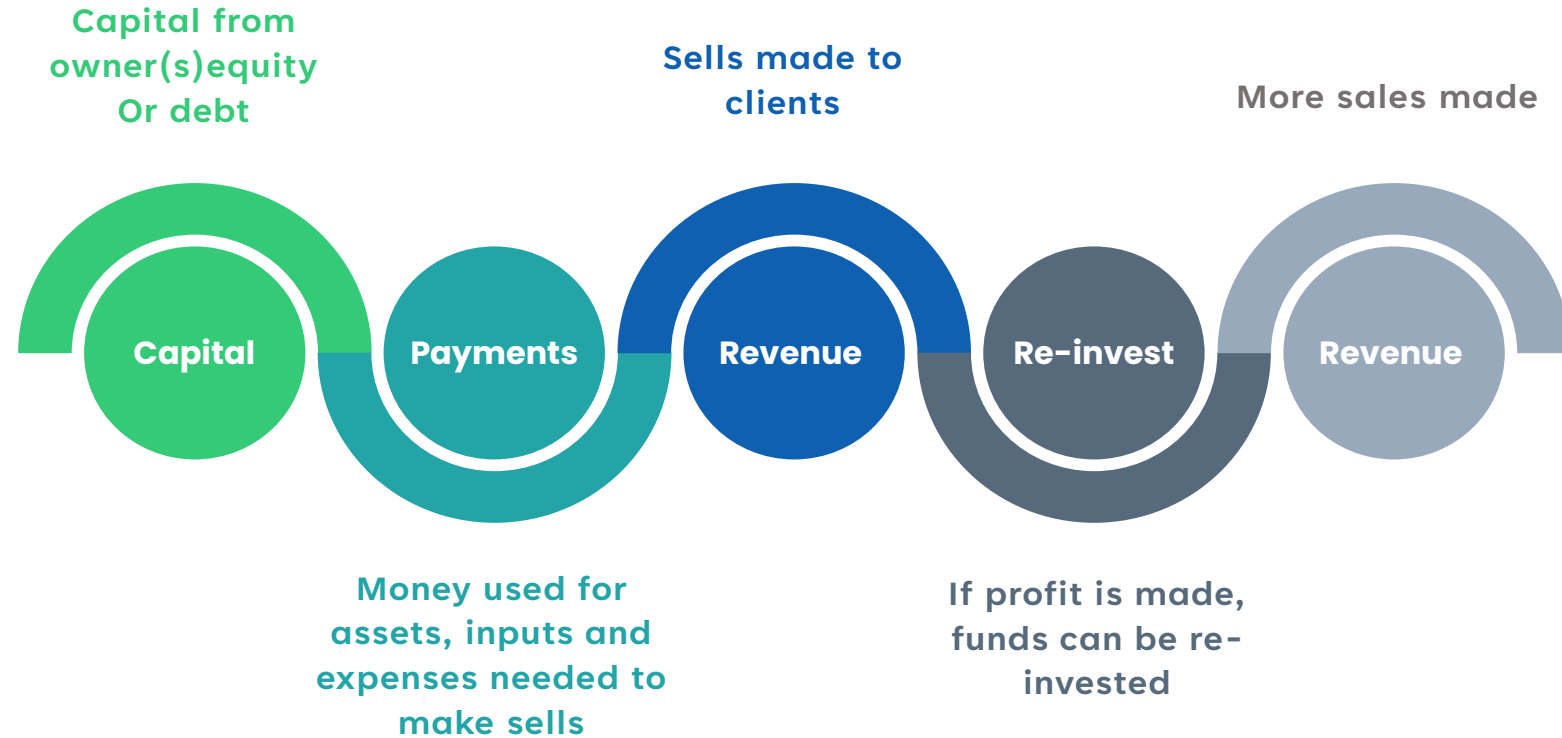 Capital from
owner(s)equity
Or debt
Sells made to
clients
More sales made
Capital
Payments
Revenue
Re-invest
Revenue
Money used for
assets, inputs and
expenses needed to
make sells
If profit is made,
funds can be re-
invested